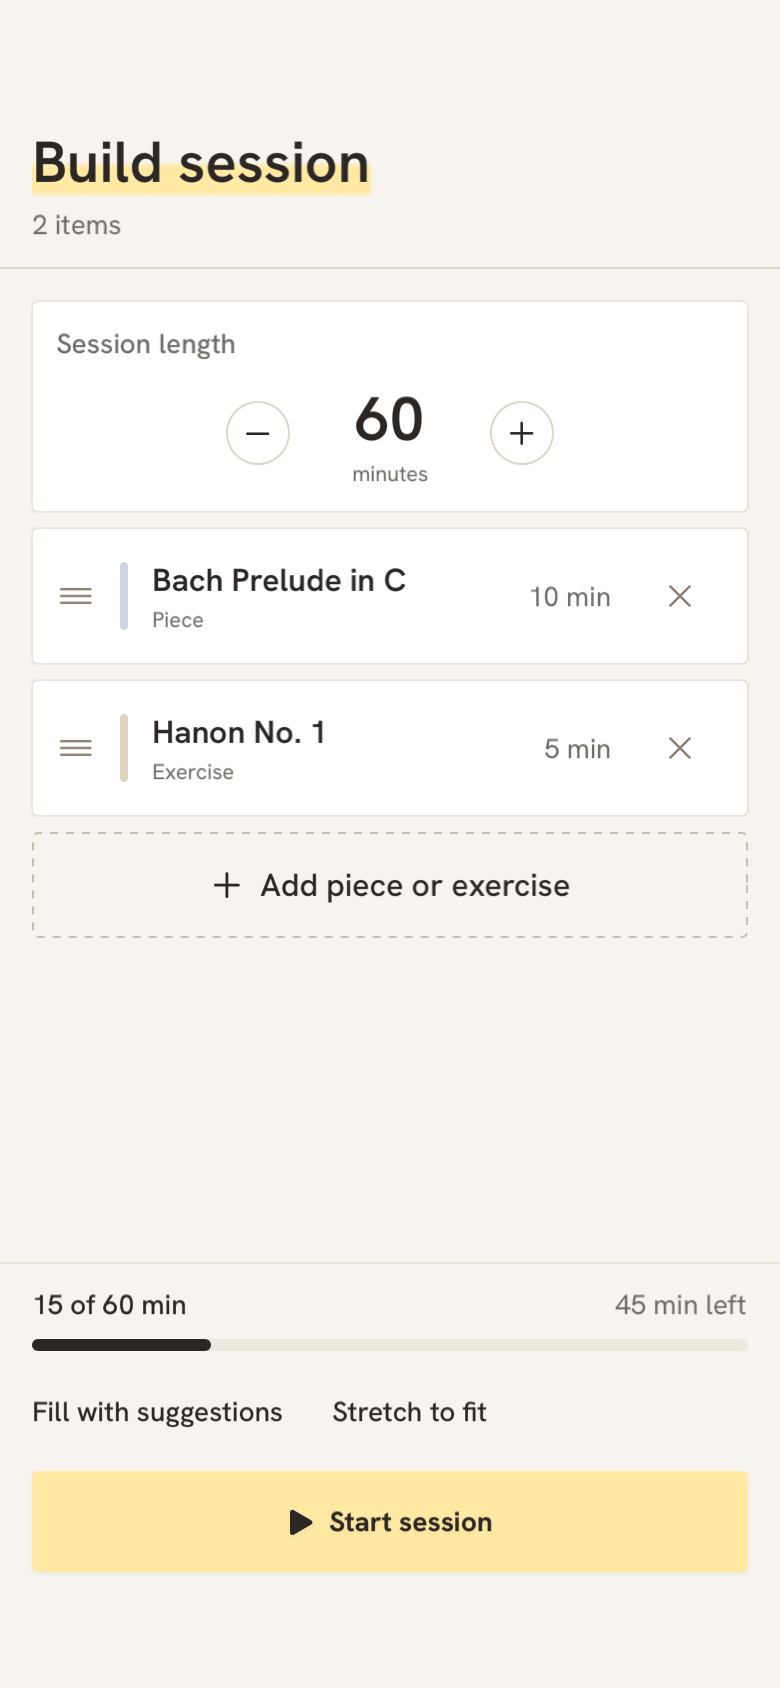 Build session
2 items
Session length
60
minutes
Bach Prelude in C
Piece
10 min
Hanon No. 1
Exercise
5 min
Add piece or exercise
15 of 60 min
45 min left
Fill with suggestions
Stretch to fit
Start session